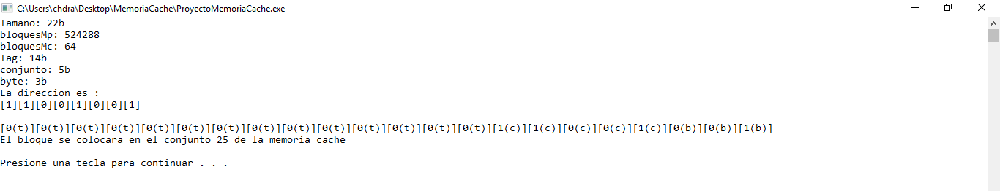 C:\Users\chdra\Desktop\MemoriaCache\ProyectoMemoriaCache.exe
Tamano: 22b
bloquesMp: 524288
bloquesMc: 64
Tag: 14b
conjunto: 5b
byte: 3b
La direccion es :
[1][1][0][0][1][0][0][1]
[0(t)][0(t)][0(t)][0(t)][0(t)][0(t)][0(t)][0(t)][0(t)][0(t)][0(t)][0(t)][0(t)][0(t)][1(c)][1(c)][0(c)][0(c)][1(c)][0(b)][0(b)][1(b)]
El bloque se colocara en el conjunto 25 de la memoria cache
Presione una tecla para continuar . . .